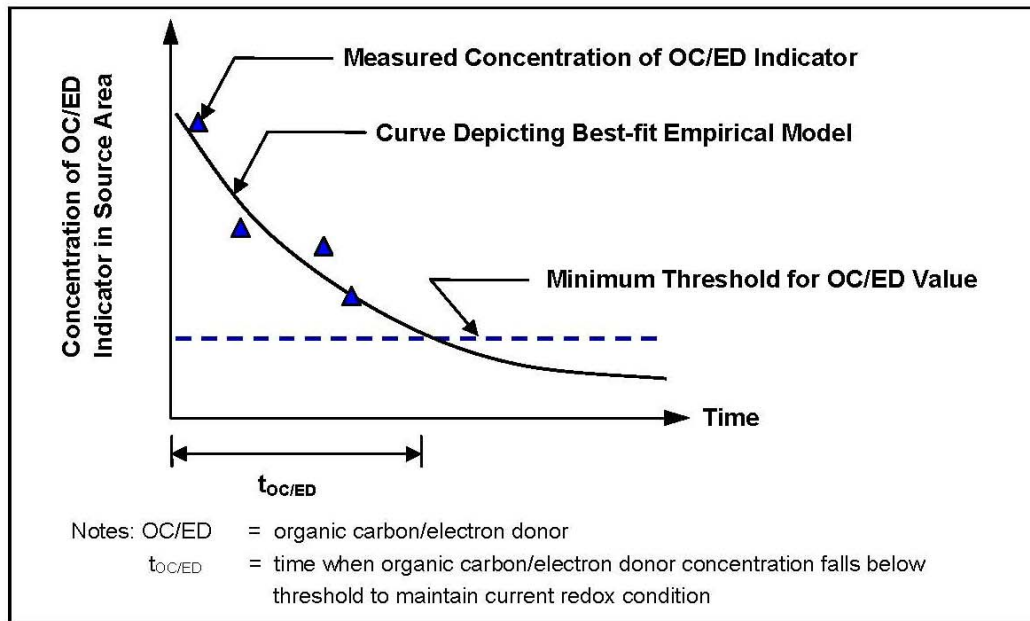 Measured Concentration of OC/ED Indicator
Curve Depicting Best-fit Empirical Model
Concentration of OC/ED
Indicator in Source Area
Minimum Threshold for OC/ED Value
Time
tOC/ED
Notes: OC/ED = organic carbon/electron donor
tOC/ED = time when organic carbon/electron donor concentration falls below
threshold to maintain current redox condition